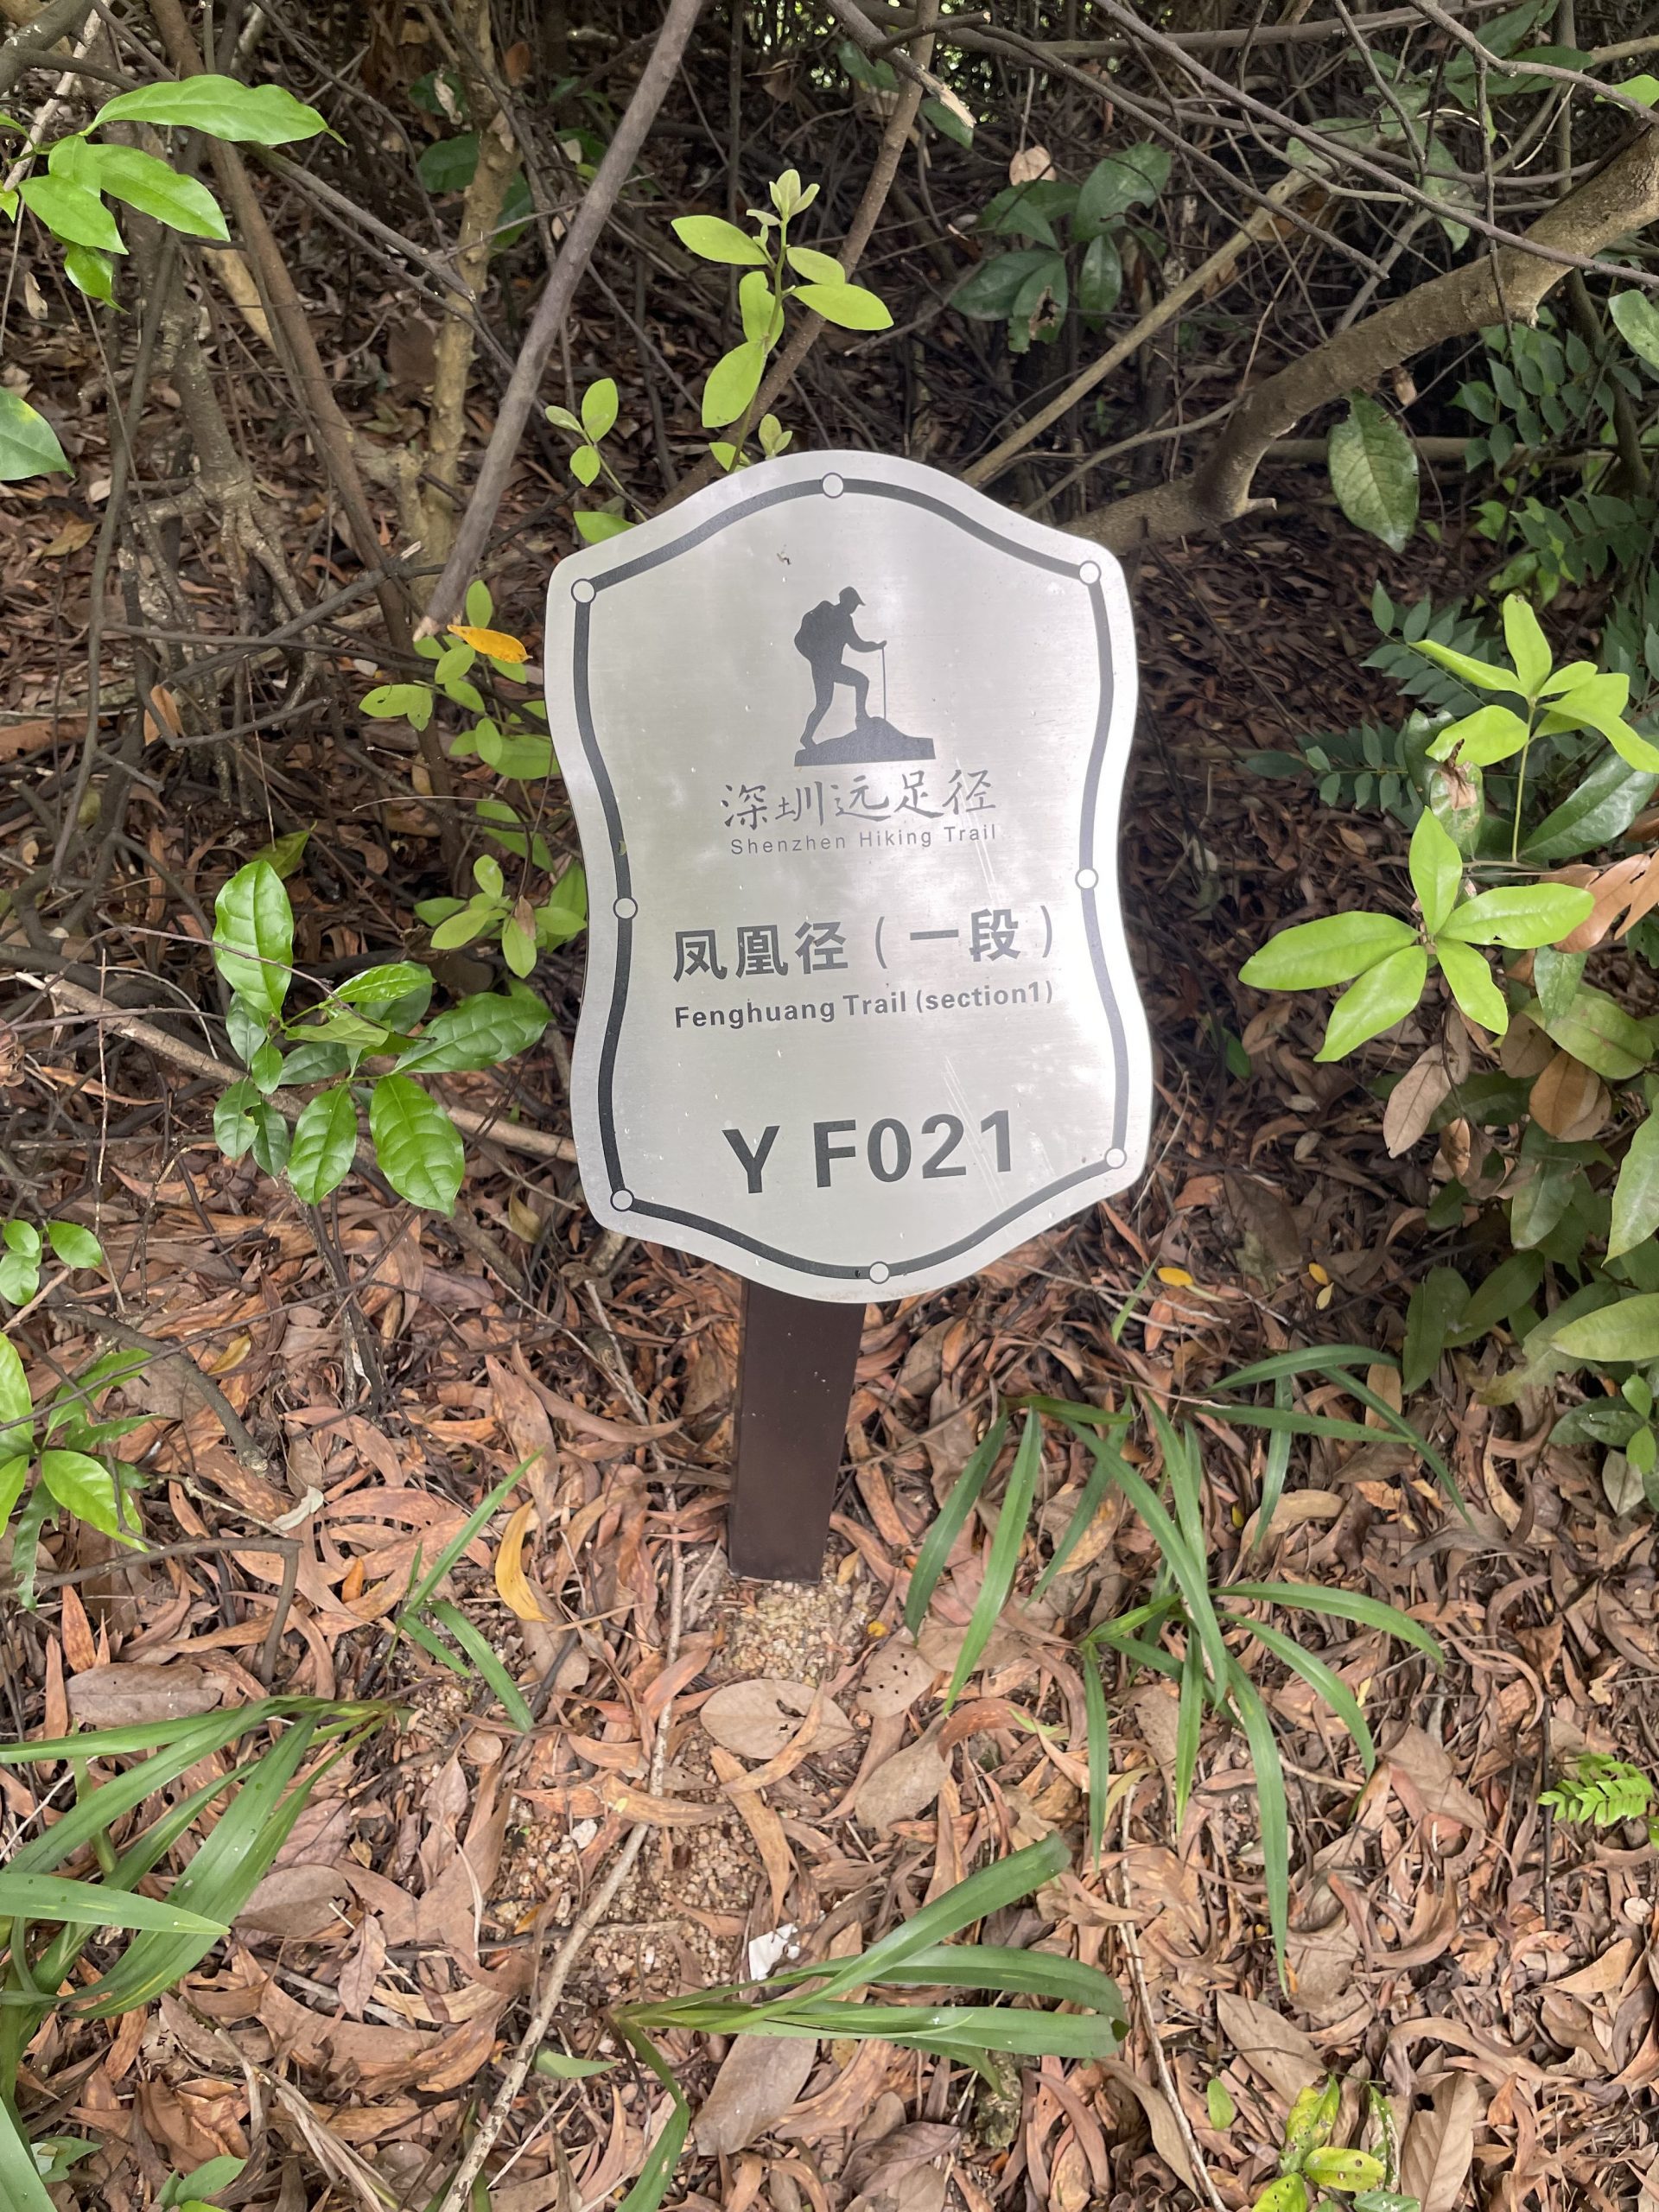 深圳远足径
Shenzhen Hiking Trail
凤凰径（一段）
Fenghuang Trail (section1)
Y F021